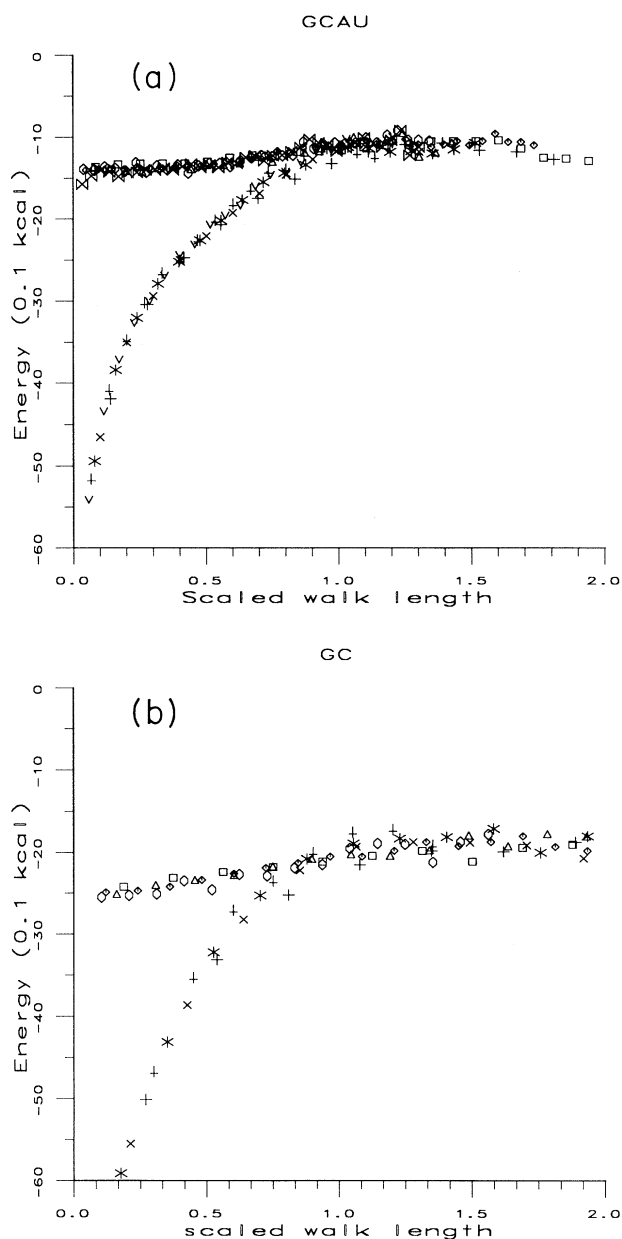 GCAU
(a)
0
-10
-20
-30
-40
-50
-60
Energy (0.1 kcal)
0.0 0.5 1.0 1.5 2.0
Scaled walk length
GC
(b)
0
-10
-20
-30
-40
-50
-60
Energy (0.1 kcal)
0.0 0.5 1.0 1.5 2.0
scaled walk length